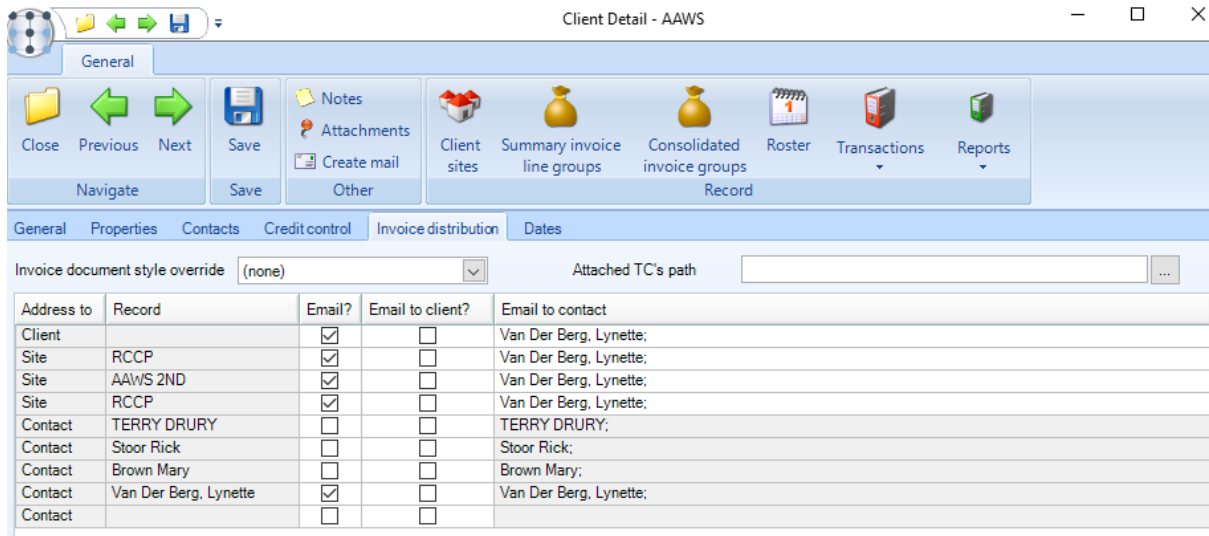 Client Detail - AAWS
General
Close Previous Next Save Notes Attachments Create mail Client sites Summary invoice line groups Consolidated invoice groups 1 Roster Transactions Reports
Navigate Save Other Record
General Properties Contacts Credit control Invoice distribution Dates
Invoice document style override (none) Attached TC's path ...
Address to Record Email? Email to client? Email to contact
Client Van Der Berg, Lynette;
Site RCCP Van Der Berg, Lynette;
Site AAWS 2ND Van Der Berg, Lynette;
Site RCCP Van Der Berg, Lynette;
Contact TERRY DRURY TERRY DRURY;
Contact Stoor Rick Stoor Rick;
Contact Brown Mary Brown Mary;
Contact Van Der Berg, Lynette Van Der Berg, Lynette;
Contact